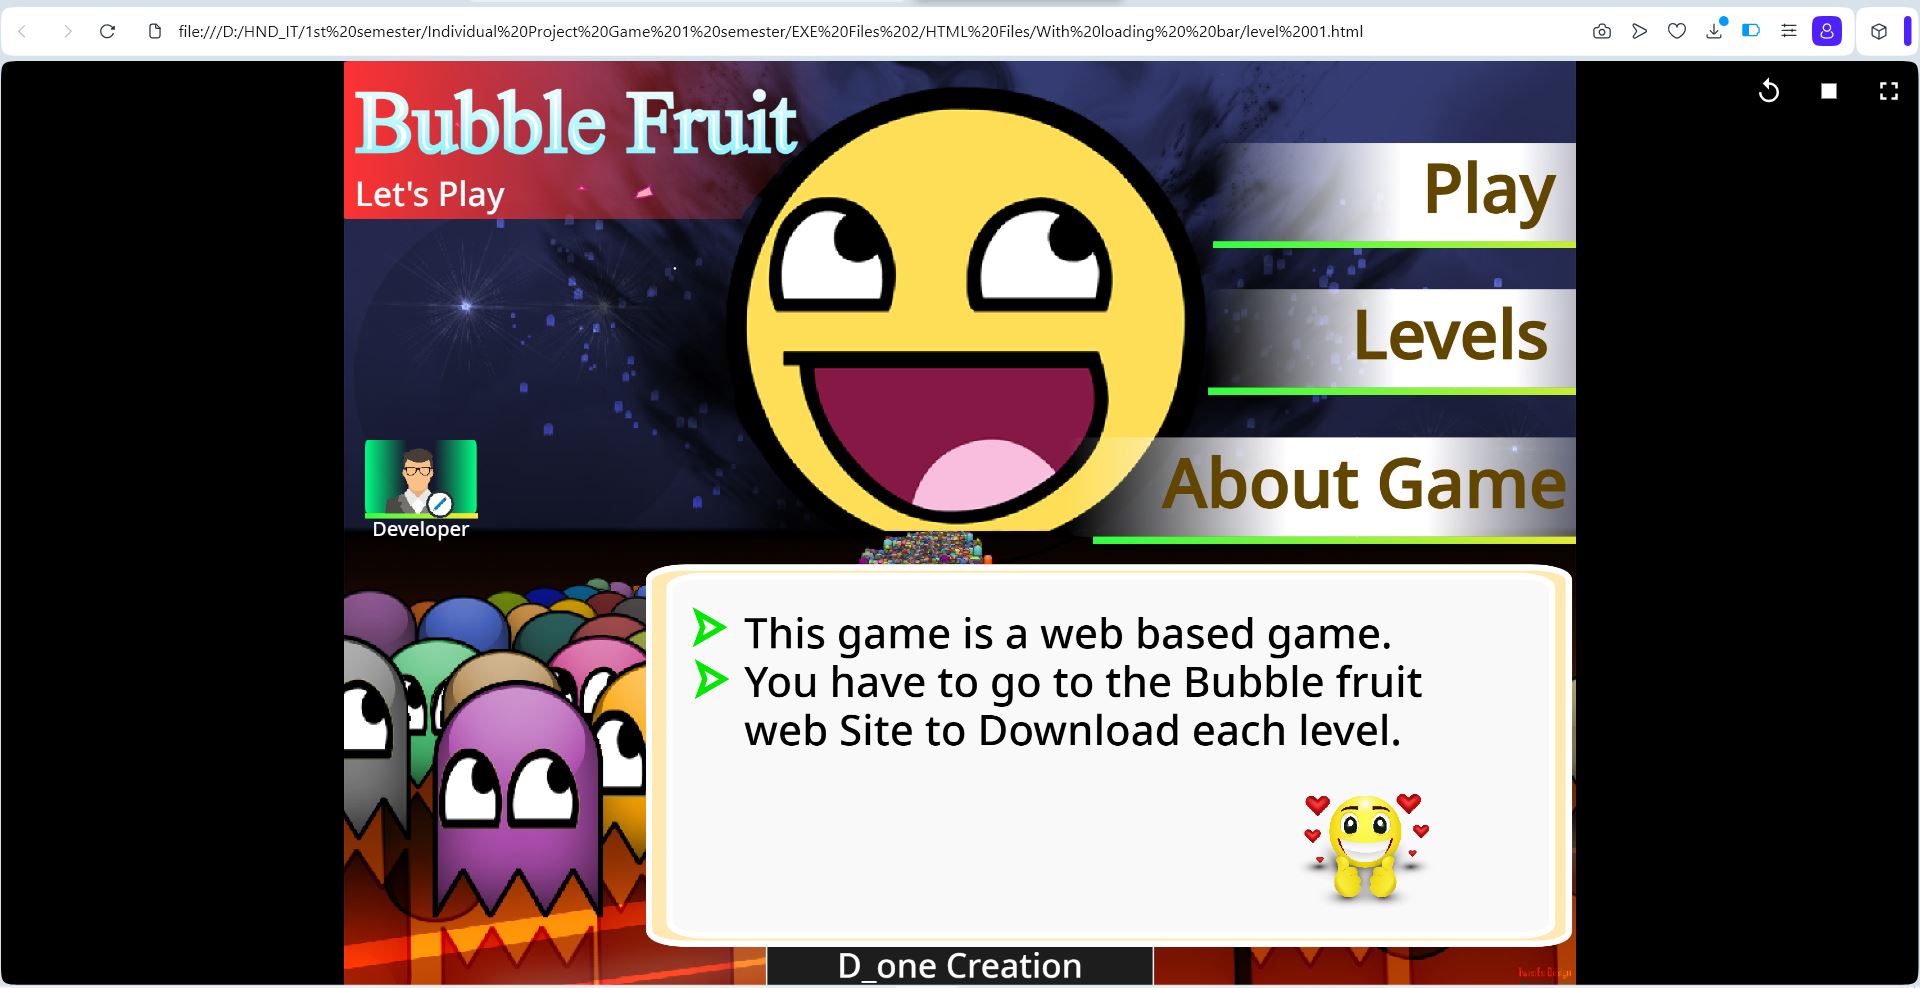 file:///D:/HND_IT/1st%20semester/Individual%20Project%20Game%201%20semester/EXE%20Files%202/HTML%20Files/With%20loading%20%20bar/level%2001.html
Bubble Fruit
Let's Play
Play
Levels
About Game
Developer
This game is a web based game.
You have to go to the Bubble fruit
web Site to Download each level.
D_one Creation